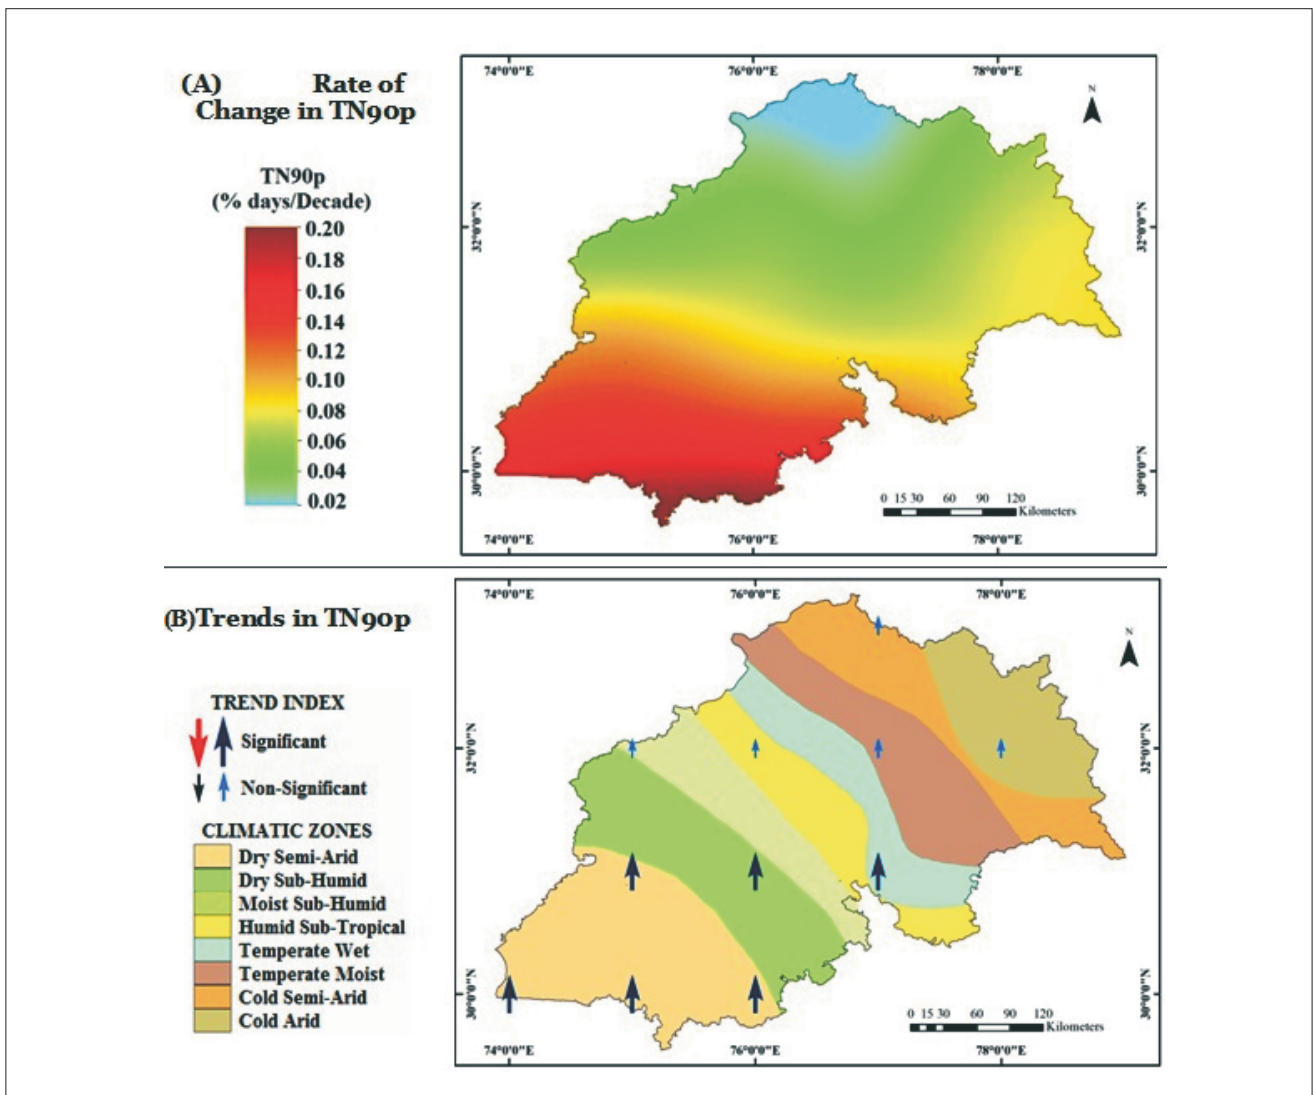 (A) Rate of
Change in TN90p
TN90p
(% days/Decade)
0.20
0.18
0.16
0.14
0.12
0.10
0.08
0.06
0.04
0.02
74°0'0"E 76°0'0"E 78°0'0"E
N
32°0'0"N 32°0'0"N
30°0'0"N 30°0'0"N
0 15 30 60 90 120
Kilometers
74°0'0"E 76°0'0"E 78°0'0"E
(B)Trends in TN90p
TREND INDEX
Significant
Non-Significant
CLIMATIC ZONES
Dry Semi-Arid
Dry Sub-Humid
Moist Sub-Humid
Humid Sub-Tropical
Temperate Wet
Temperate Moist
Cold Semi-Arid
Cold Arid
74°0'0"E 76°0'0"E 78°0'0"E
N
32°0'0"N 32°0'0"N
30°0'0"N 30°0'0"N
0 15 30 60 90 120
Kilometers
74°0'0"E 76°0'0"E 78°0'0"E